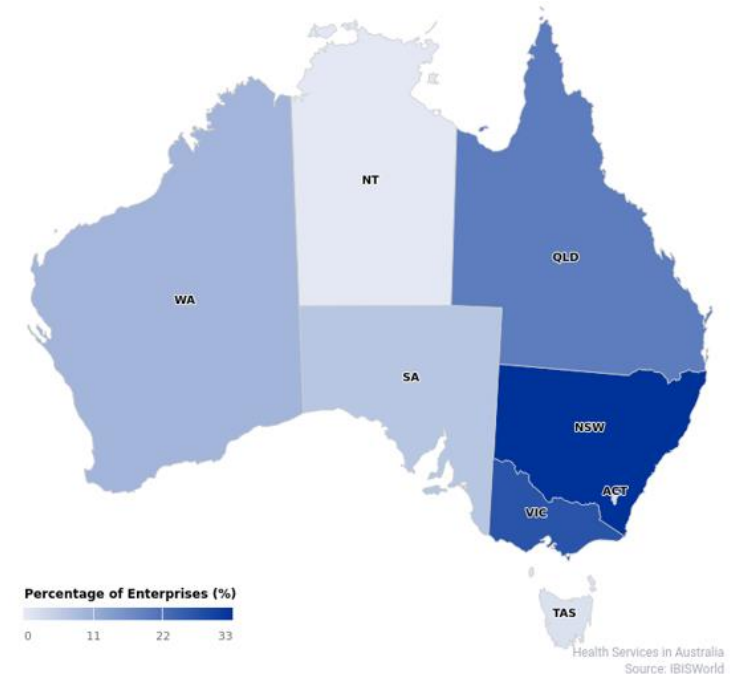 NT
QLD
WA
SA
NSW
ACT
VIC
Percentage of Enterprises (%)
0 11 22 33
TAS
Health Services in Australia
Source: IBISWorld